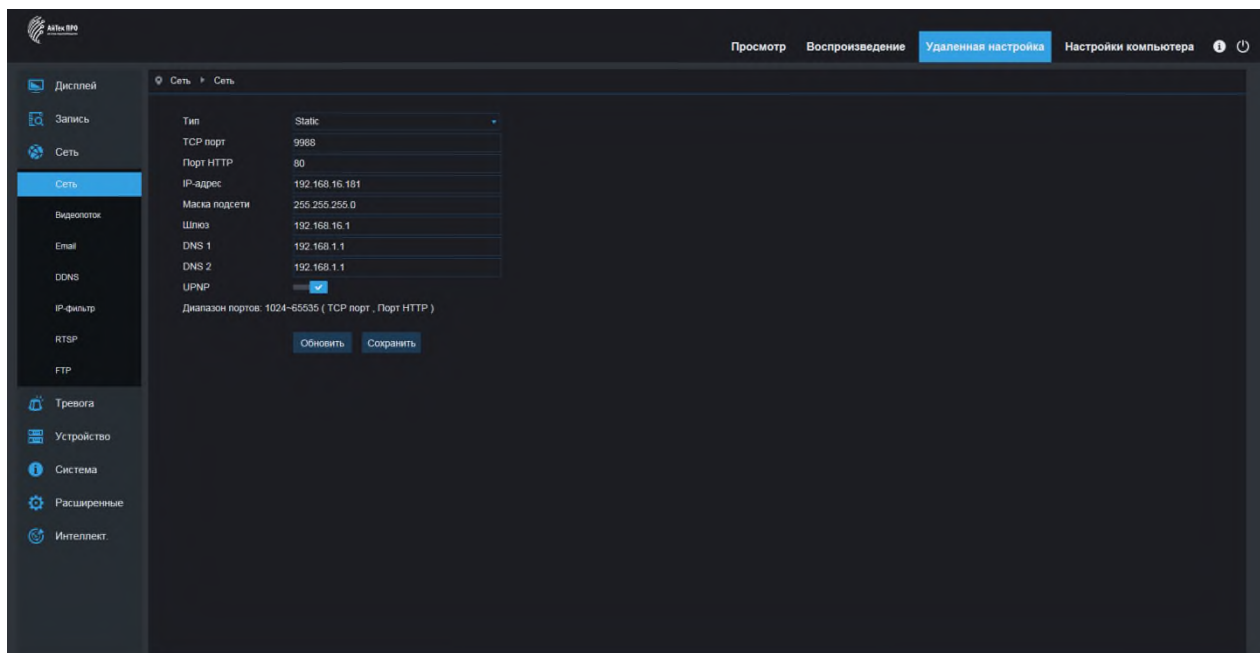 АйТек ПРО
Просмотр Воспроизведение Удаленная настройка Настройки компьютера
Дисплей
Запись
Сеть
Сеть
Видеопоток
Email
DDNS
IP-фильтр
RTSP
FTP
Тревога
Устройство
Система
Расширенные
Интеллект.
Сеть Сеть
Тип Static
TCP порт 9988
Порт HTTP 80
IP-адрес 192.168.16.181
Маска подсети 255.255.255.0
Шлюз 192.168.16.1
DNS 1 192.168.1.1
DNS 2 192.168.1.1
UPNP
Диапазон портов: 1024~65535 ( TCP порт , Порт HTTP )
Обновить Сохранить